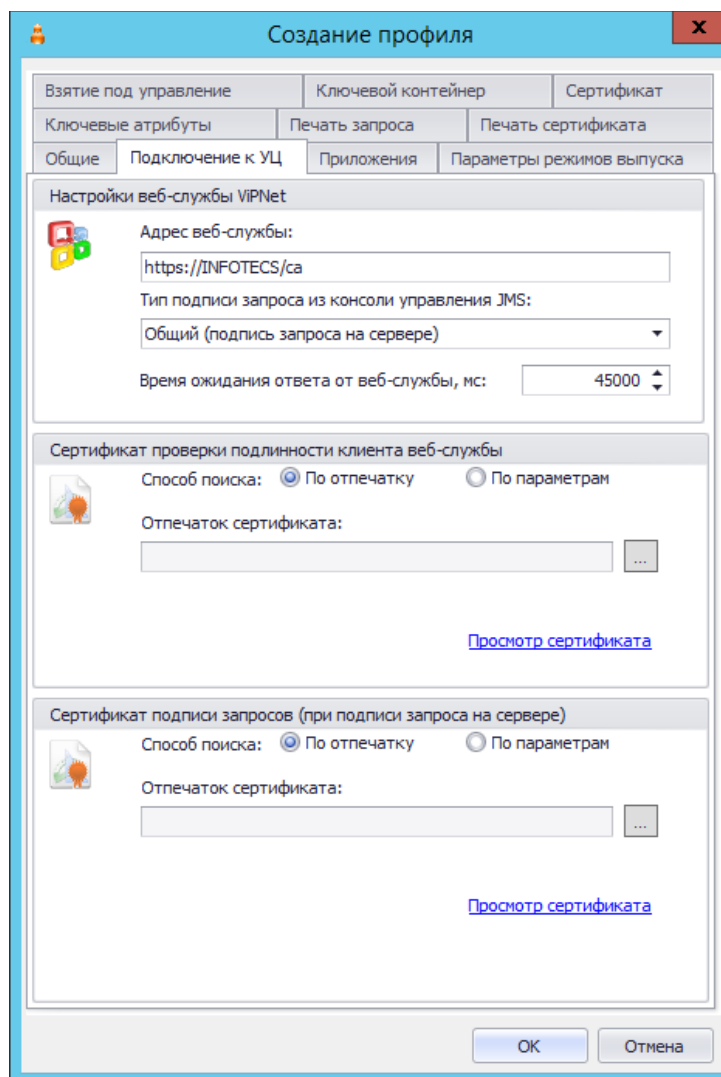 Создание профиля
x
Взятие под управление Ключевой контейнер Сертификат
Ключевые атрибуты Печать запроса Печать сертификата
Общие Подключение к УЦ Приложения Параметры режимов выпуска
Настройки веб-службы ViPNet
Адрес веб-службы:
https://INFOTECS/ca
Тип подписи запроса из консоли управления JMS:
Общий (подпись запроса на сервере)
Время ожидания ответа от веб-службы, мс: 45000
Сертификат проверки подлинности клиента веб-службы
Способ поиска: По отпечатку По параметрам
Отпечаток сертификата:
...
Просмотр сертификата
Сертификат подписи запросов (при подписи запроса на сервере)
Способ поиска: По отпечатку По параметрам
Отпечаток сертификата:
...
Просмотр сертификата
ОК Отмена